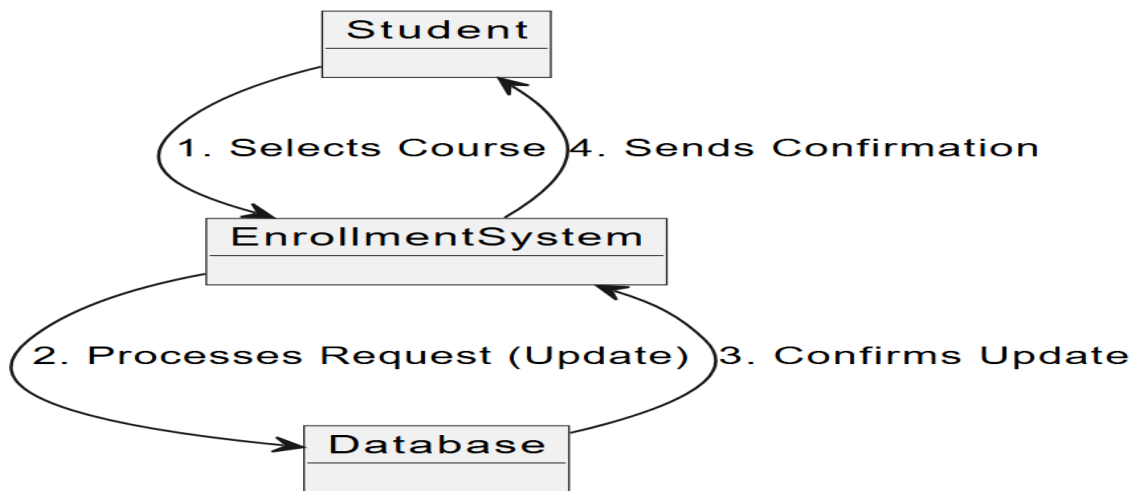 Student
1. Selects Course
4. Sends Confirmation
EnrollmentSystem
2. Processes Request (Update)
3. Confirms Update
Database